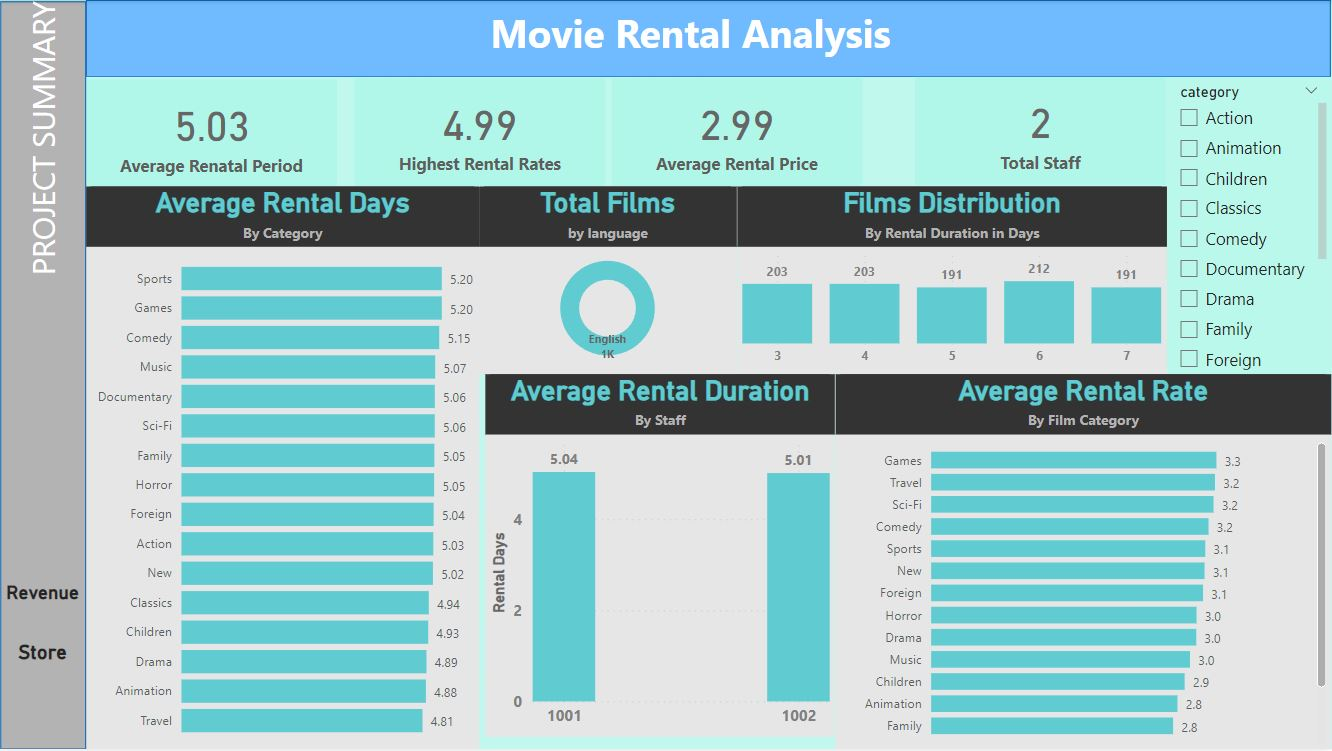 PROJECT SUMMARY
Revenue
Store
Movie Rental Analysis
5.03
Average Renatal Period
4.99
Highest Rental Rates
2.99
Average Rental Price
2
Total Staff
category
Action
Animation
Children
Classics
Comedy
Documentary
Drama
Family
Foreign
Average Rental Days
By Category
Sports 5.20
Games 5.20
Comedy 5.15
Music 5.07
Documentary 5.06
Sci-Fi 5.06
Family 5.05
Horror 5.05
Foreign 5.04
Action 5.03
New 5.02
Classics 4.94
Children 4.93
Drama 4.89
Animation 4.88
Travel 4.81
Total Films
by language
English
1K
Films Distribution
By Rental Duration in Days
203 203 191 212 191
3 4 5 6 7
Average Rental Duration
By Staff
Rental Days
5.04 5.01
4
2
0
1001 1002
Average Rental Rate
By Film Category
Games 3.3
Travel 3.2
Sci-Fi 3.2
Comedy 3.2
Sports 3.1
New 3.1
Foreign 3.1
Horror 3.0
Drama 3.0
Music 3.0
Children 2.9
Animation 2.8
Family 2.8